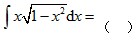 ∫x√(1−x²)dx=（ ）